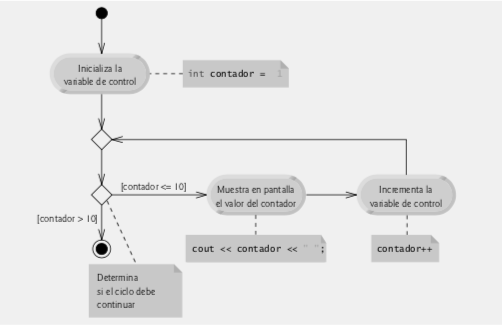 Inicializa la
variable de control
int contador = 1
[contador <= 10]
Muestra en pantalla
el valor del contador
Incrementa la
variable de control
[contador > 10]
cout << contador << " ";
contador++
Determina
si el ciclo debe
continuar